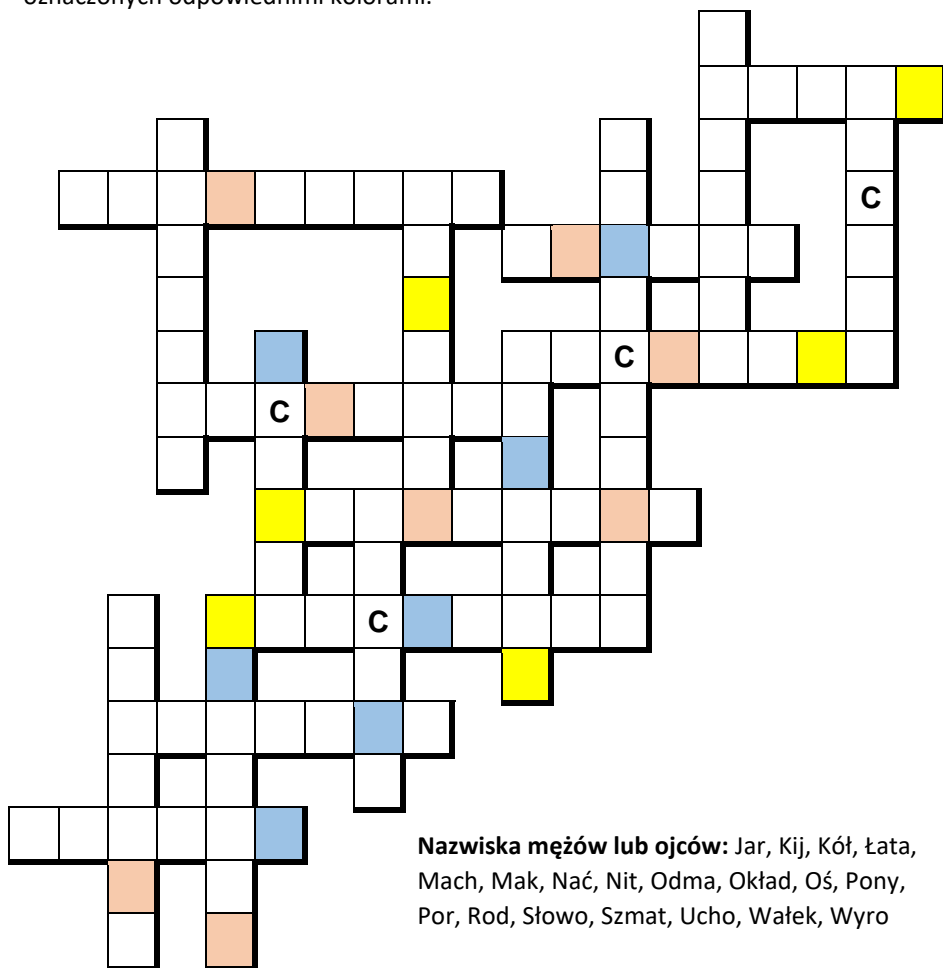 oznaczonych odpowiednimi kolorami.
C
C
C
C
Nazwiska mężów lub ojców: Jar, Kij, Kół, Łata,
Mach, Mak, Nać, Nit, Odma, Okład, Oś, Pony,
Por, Rod, Słowo, Szmat, Ucho, Wałek, Wyro